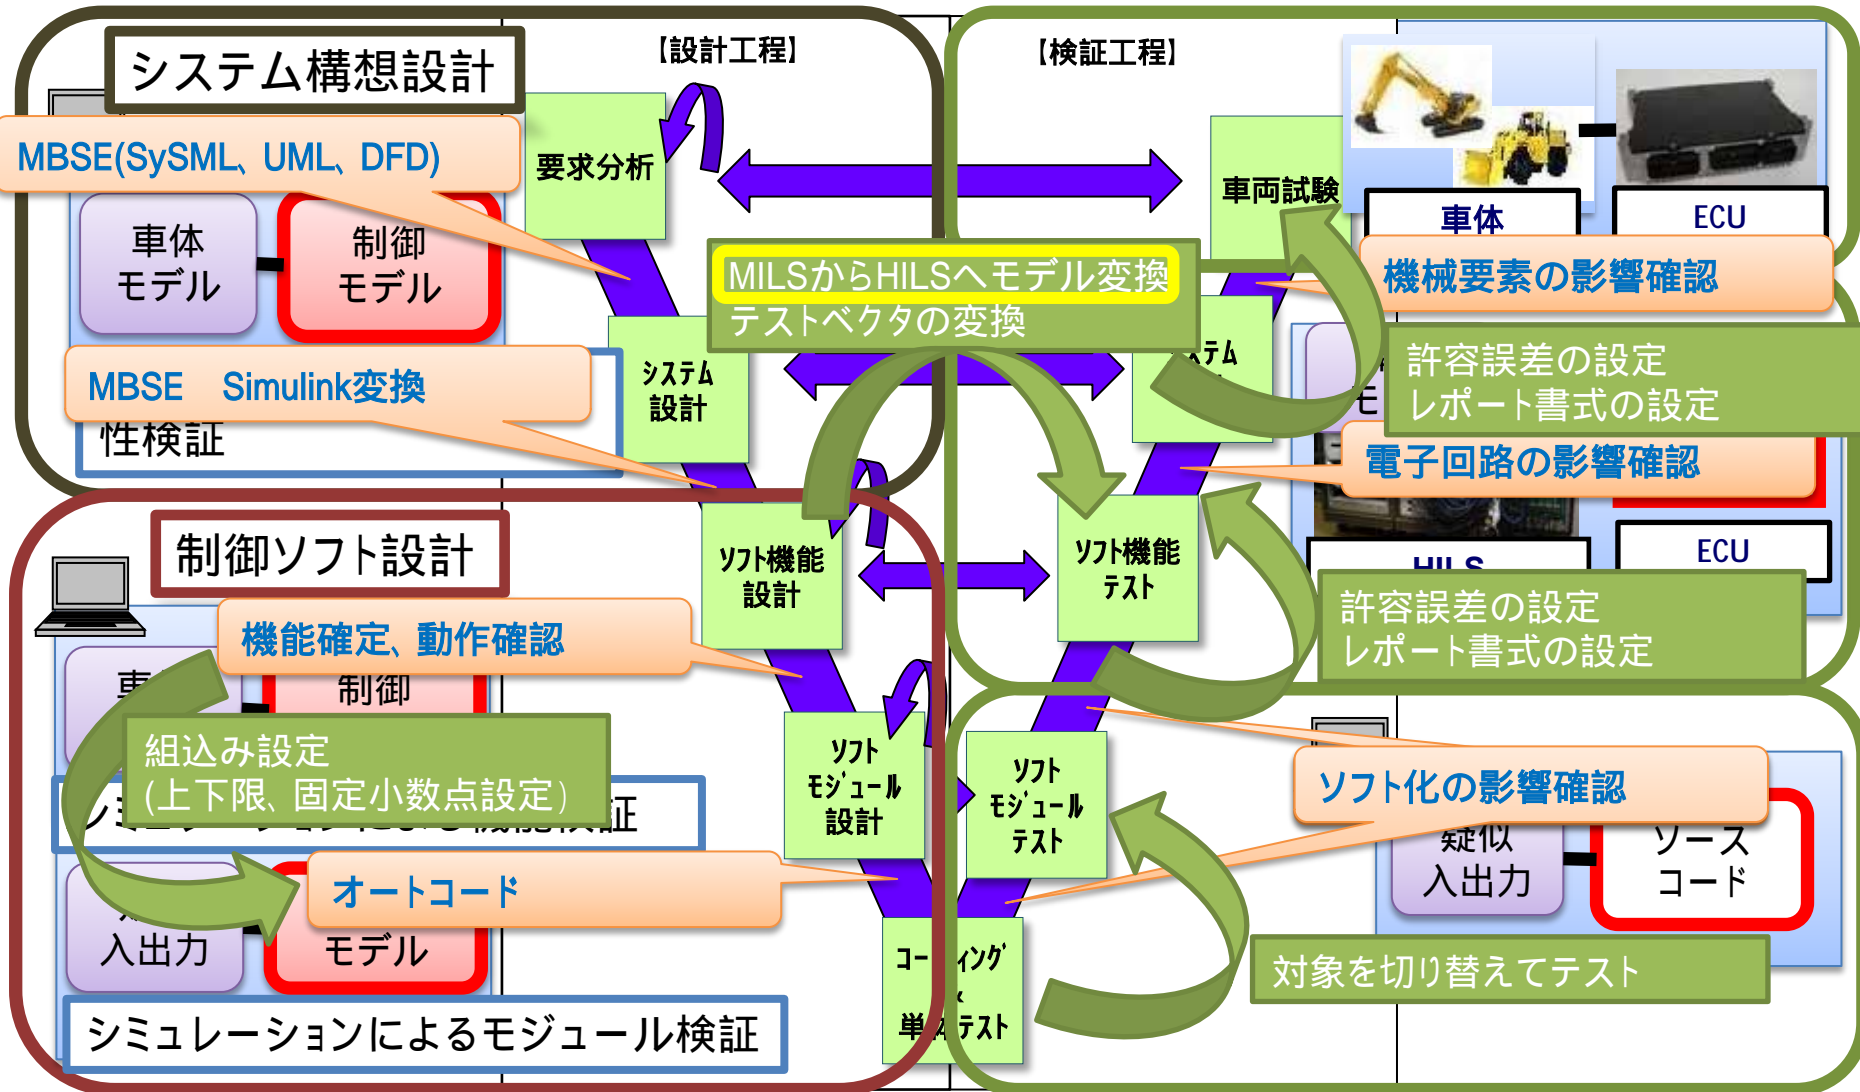 システム構想設計
【設計工程】
【検証工程】
MBSE(SySML、UML、DFD)
要求分析
車両試験
車体
ECU
車体
モデル
制御
モデル
MILSからHILSへモデル変換
テストベクタの変換
機械要素の影響確認
システム
設計
許容誤差の設定
レポート書式の設定
MBSE　Simulink変換
性検証
電子回路の影響確認
制御ソフト設計
ソフト機能
設計
ソフト機能
テスト
ECU
HILS
許容誤差の設定
レポート書式の設定
機能確定、動作確認
制御
組込み設定
(上下限、固定小数点設定)
ソフト
モジュール
設計
ソフト
モジュール
テスト
ソフト化の影響確認
疑似
入出力
ソース
コード
オートコード
入出力
モデル
対象を切り替えてテスト
シミュレーションによるモジュール検証